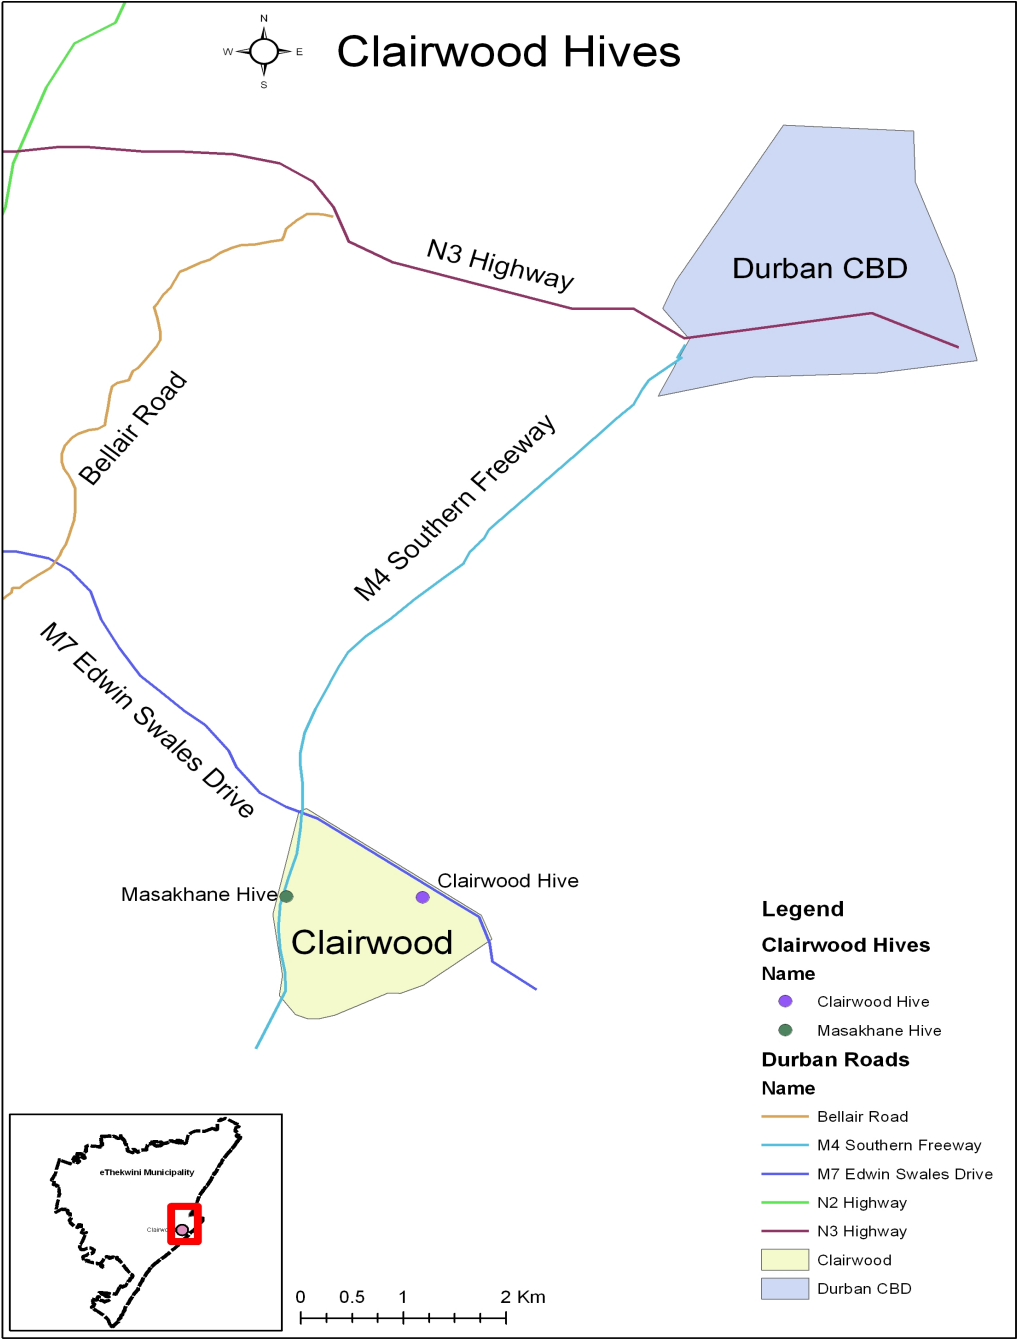 N
W E
S
Clairwood Hives
N3 Highway
Durban CBD
Bellair Road
M4 Southern Freeway
M7 Edwin Swales Drive
Masakhane Hive
Clairwood Hive
Clairwood
Legend
Clairwood Hives
Name
Clairwood Hive
Masakhane Hive
Durban Roads
Name
Bellair Road
M4 Southern Freeway
M7 Edwin Swales Drive
N2 Highway
N3 Highway
Clairwood
Durban CBD
eThekwini Municipality
0 0.5 1 2 Km